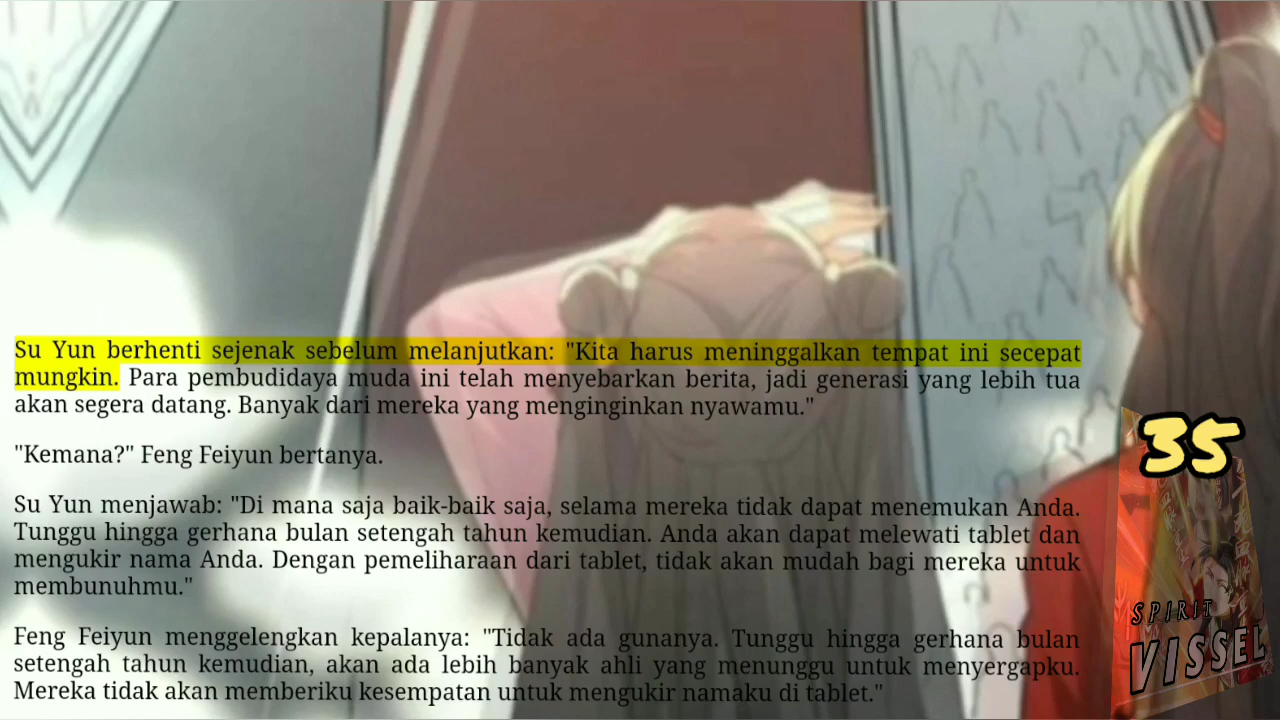 Su Yun berhenti sejenak sebelum melanjutkan: "Kita harus meninggalkan tempat ini secepat
mungkin. Para pembudidaya muda ini telah menyebarkan berita, jadi generasi yang lebih tua
akan segera datang. Banyak dari mereka yang menginginkan nyawamu."
"Kemana?" Feng Feiyun bertanya.
Su Yun menjawab: "Di mana saja baik-baik saja, selama mereka tidak dapat menemukan Anda.
Tunggu hingga gerhana bulan setengah tahun kemudian. Anda akan dapat melewati tablet dan
mengukir nama Anda. Dengan pemeliharaan dari tablet, tidak akan mudah bagi mereka untuk
membunuhmu."
Feng Feiyun menggelengkan kepalanya: "Tidak ada gunanya. Tunggu hingga gerhana bulan
setengah tahun kemudian, akan ada lebih banyak ahli yang menunggu untuk menyergapku.
Mereka tidak akan memberiku kesempatan untuk mengukir namaku di tablet."
35
SPIRIT
VISSEL